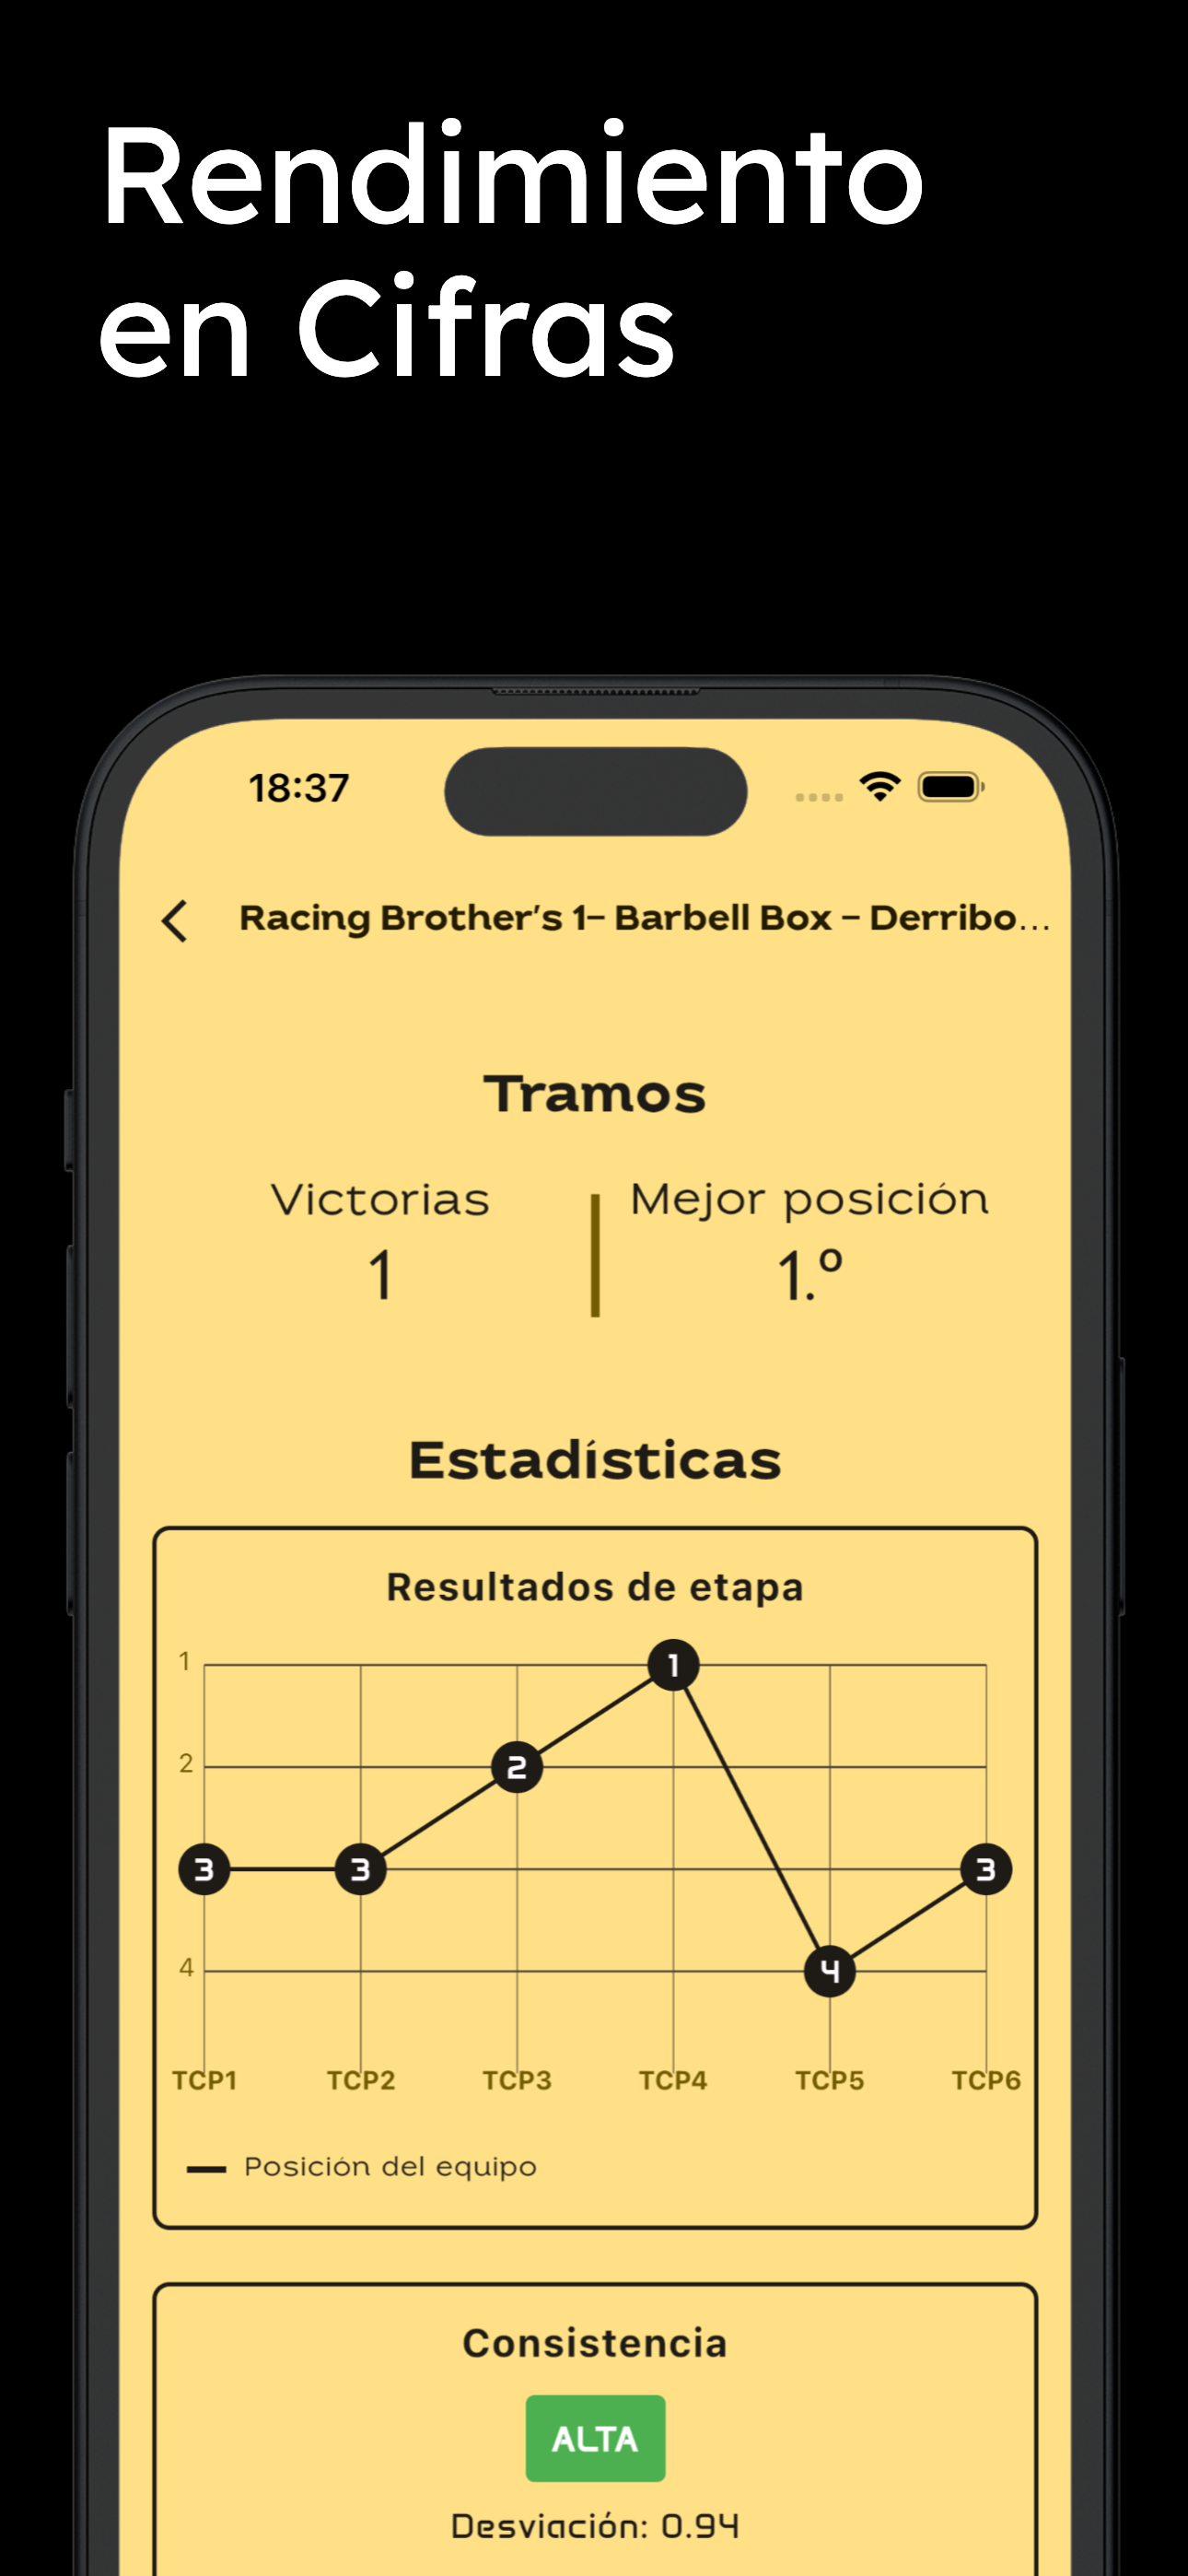 Rendimiento
en Cifras
18:37
Racing Brother's 1- Barbell Box - Derribo...
Tramos
Victorias
Mejor posición
1
1.º
Estadísticas
Resultados de etapa
1
1
2
2
3
3
3
4
4
TCP1 TCP2 TCP3 TCP4 TCP5 TCP6
Posición del equipo
Consistencia
ALTA
Desviación: 0.94